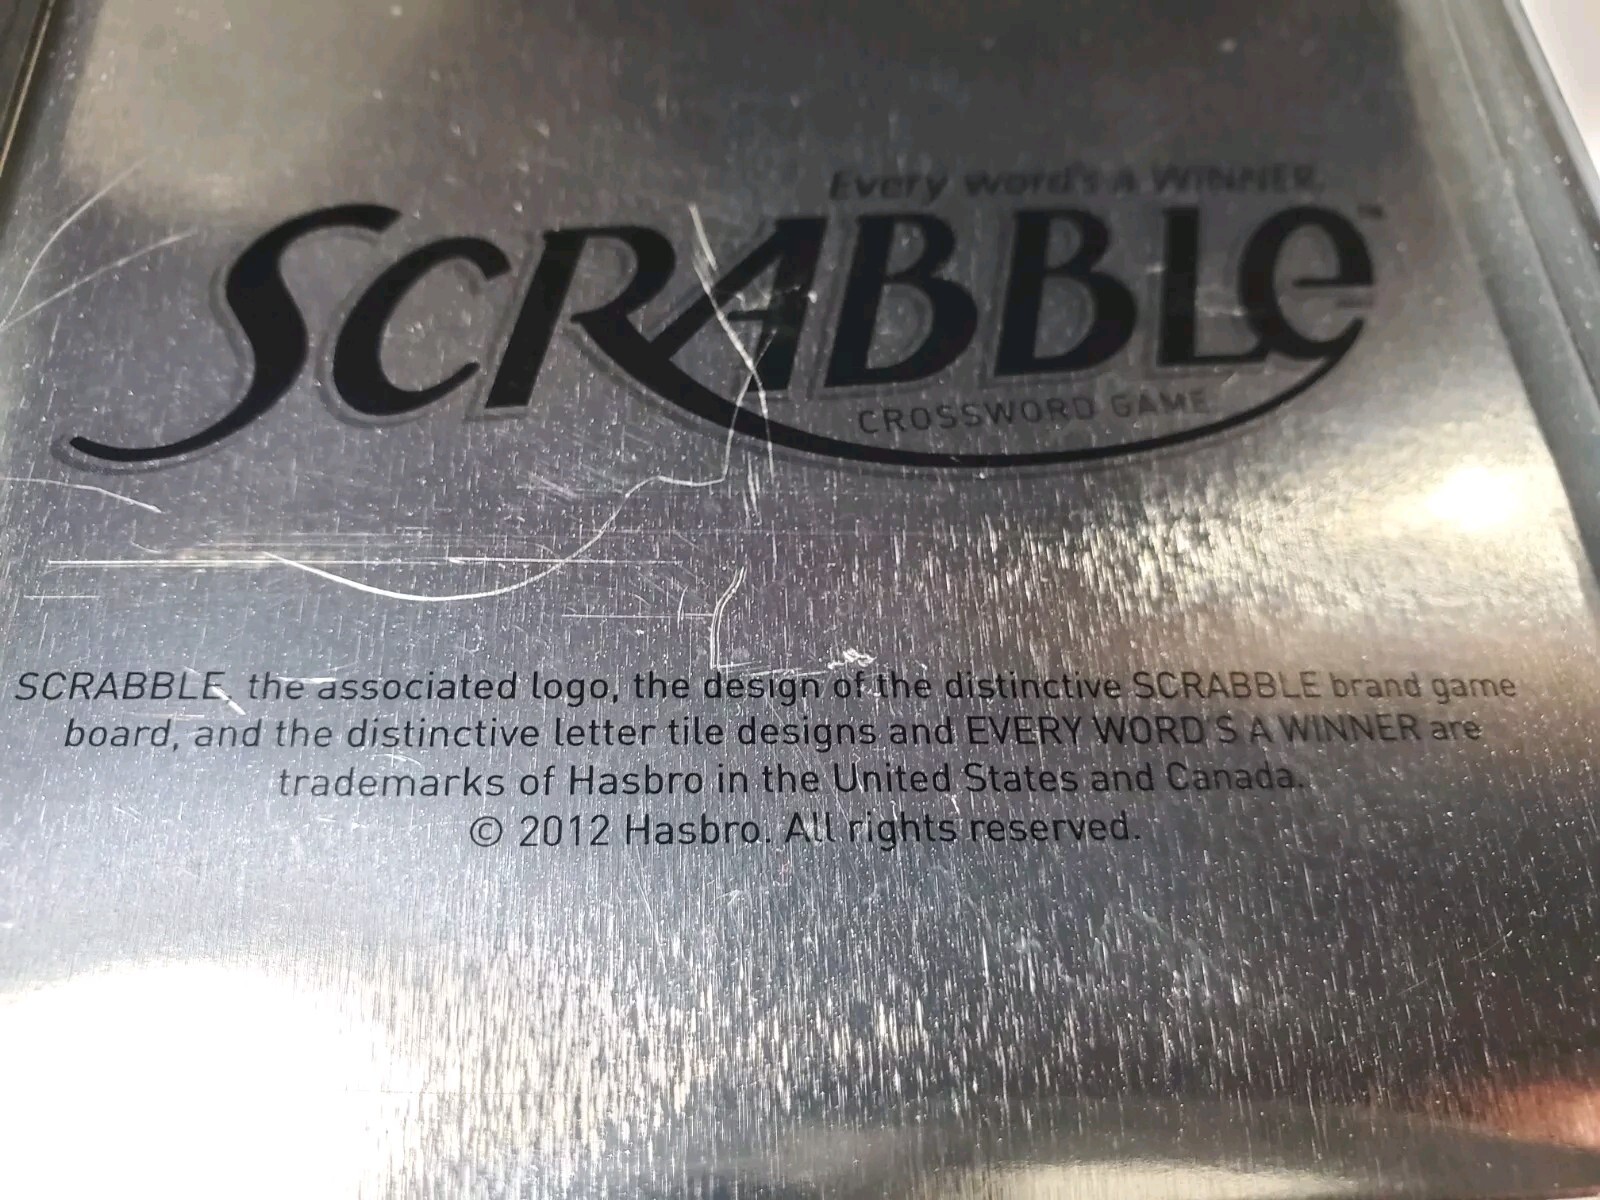 Every word's A WINNER.
SCRABBLe™
CROSSWORD GAME
SCRABBLE, the associated logo, the design of the distinctive SCRABBLE brand game
board, and the distinctive letter tile designs and EVERY WORD'S A WINNER are
trademarks of Hasbro in the United States and Canada.
© 2012 Hasbro. All rights reserved.